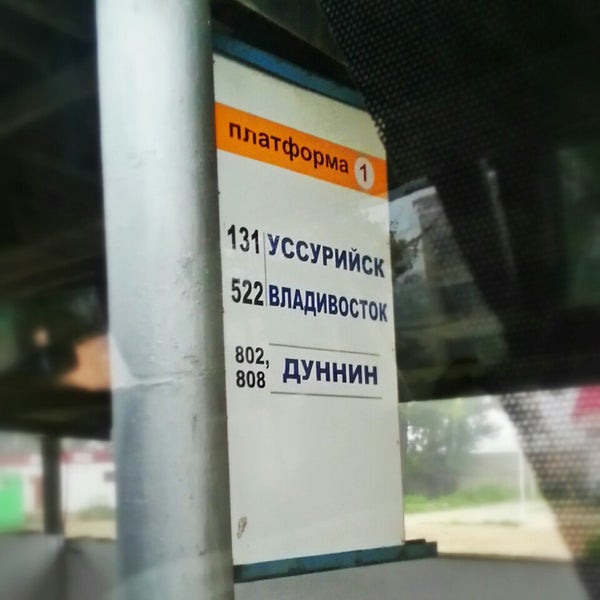 платформа 1
131 УССУРИЙСК
522 ВЛАДИВОСТОК
802,
808 ДУННИН